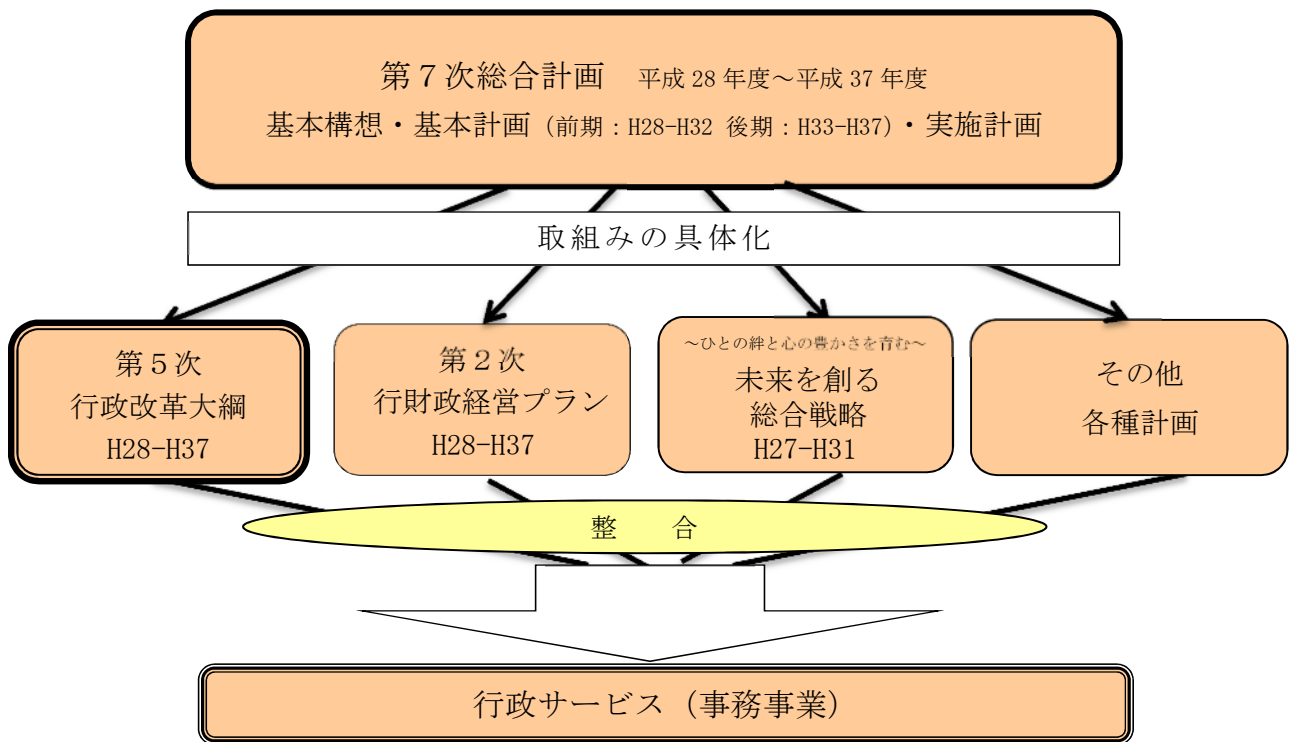 第７次総合計画　平成 28 年度～平成 37 年度
基本構想・基本計画（前期：H28-H32 後期：H33-H37）・実施計画
取組みの具体化
第５次
行政改革大綱
H28-H37
第２次
行財政経営プラン
H28-H37
～ひとの絆と心の豊かさを育む～
未来を創る
総合戦略
H27-H31
その他
各種計画
整　　合
行政サービス（事務事業）